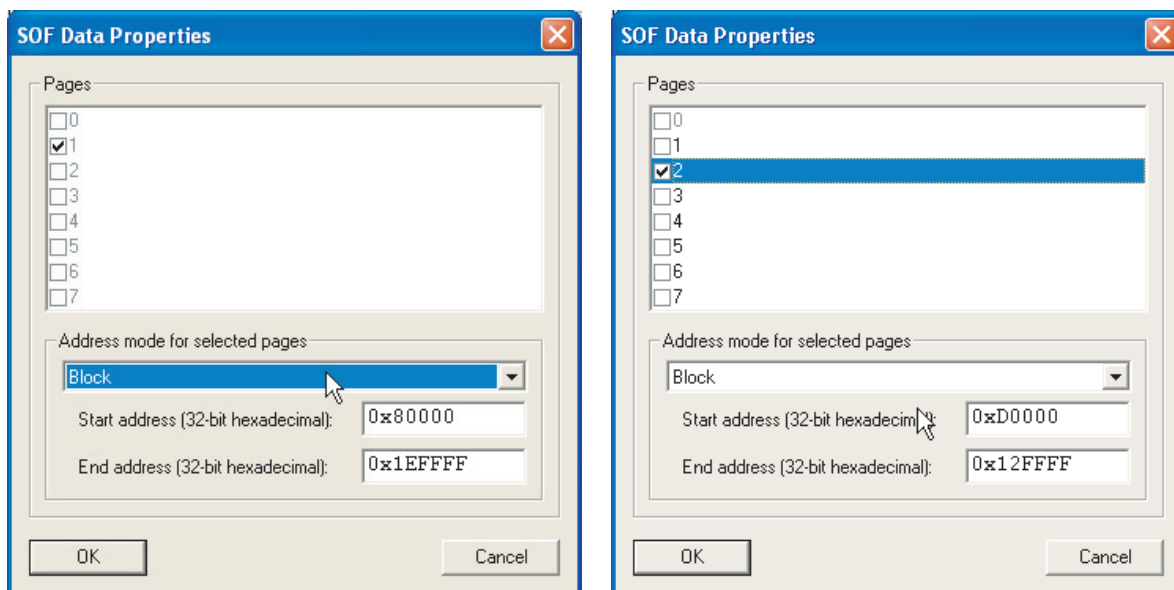 SOF Data Properties
Pages
0
1
2
3
4
5
6
7
Address mode for selected pages
Block
Start address (32-bit hexadecimal):
0x80000
End address (32-bit hexadecimal):
0x1EFFFF
OK
Cancel
SOF Data Properties
Pages
0
1
2
3
4
5
6
7
Address mode for selected pages
Block
Start address (32-bit hexadecimal):
0xD0000
End address (32-bit hexadecimal):
0x12FFFF
OK
Cancel